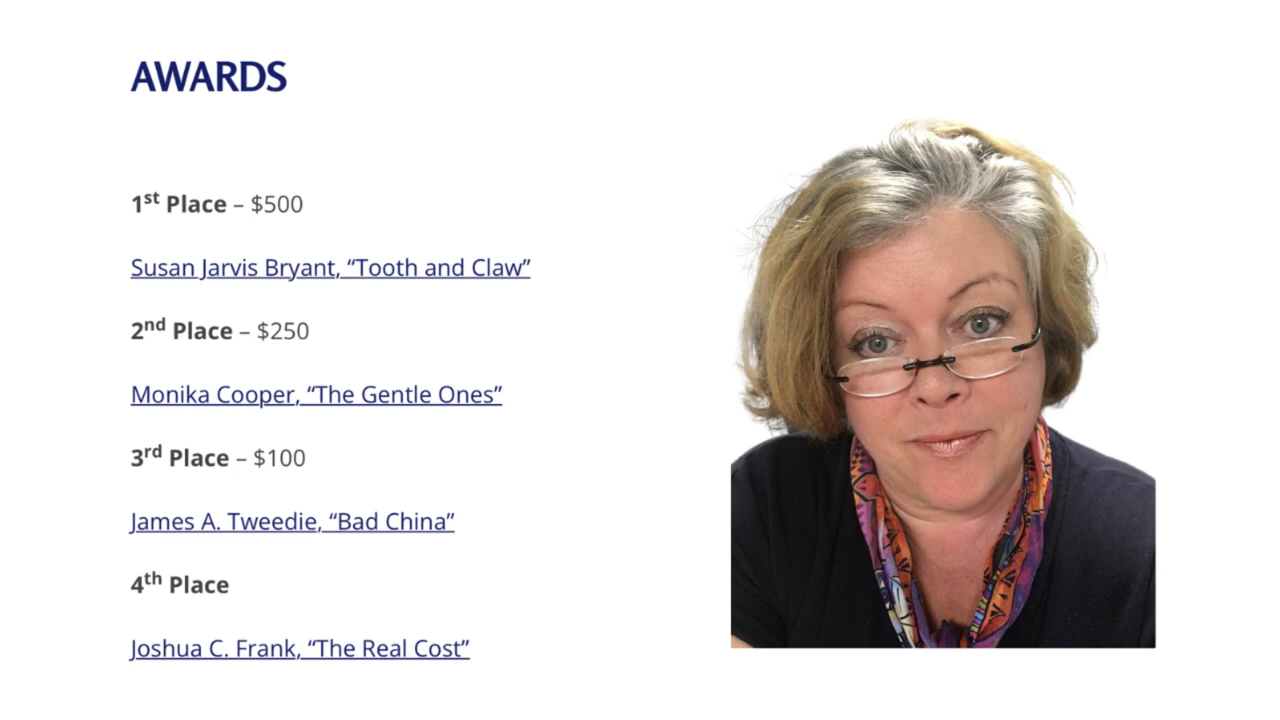 AWARDS
1st Place – $500
Susan Jarvis Bryant, “Tooth and Claw”
2nd Place – $250
Monika Cooper, “The Gentle Ones”
3rd Place – $100
James A. Tweedie, “Bad China”
4th Place
Joshua C. Frank, “The Real Cost”